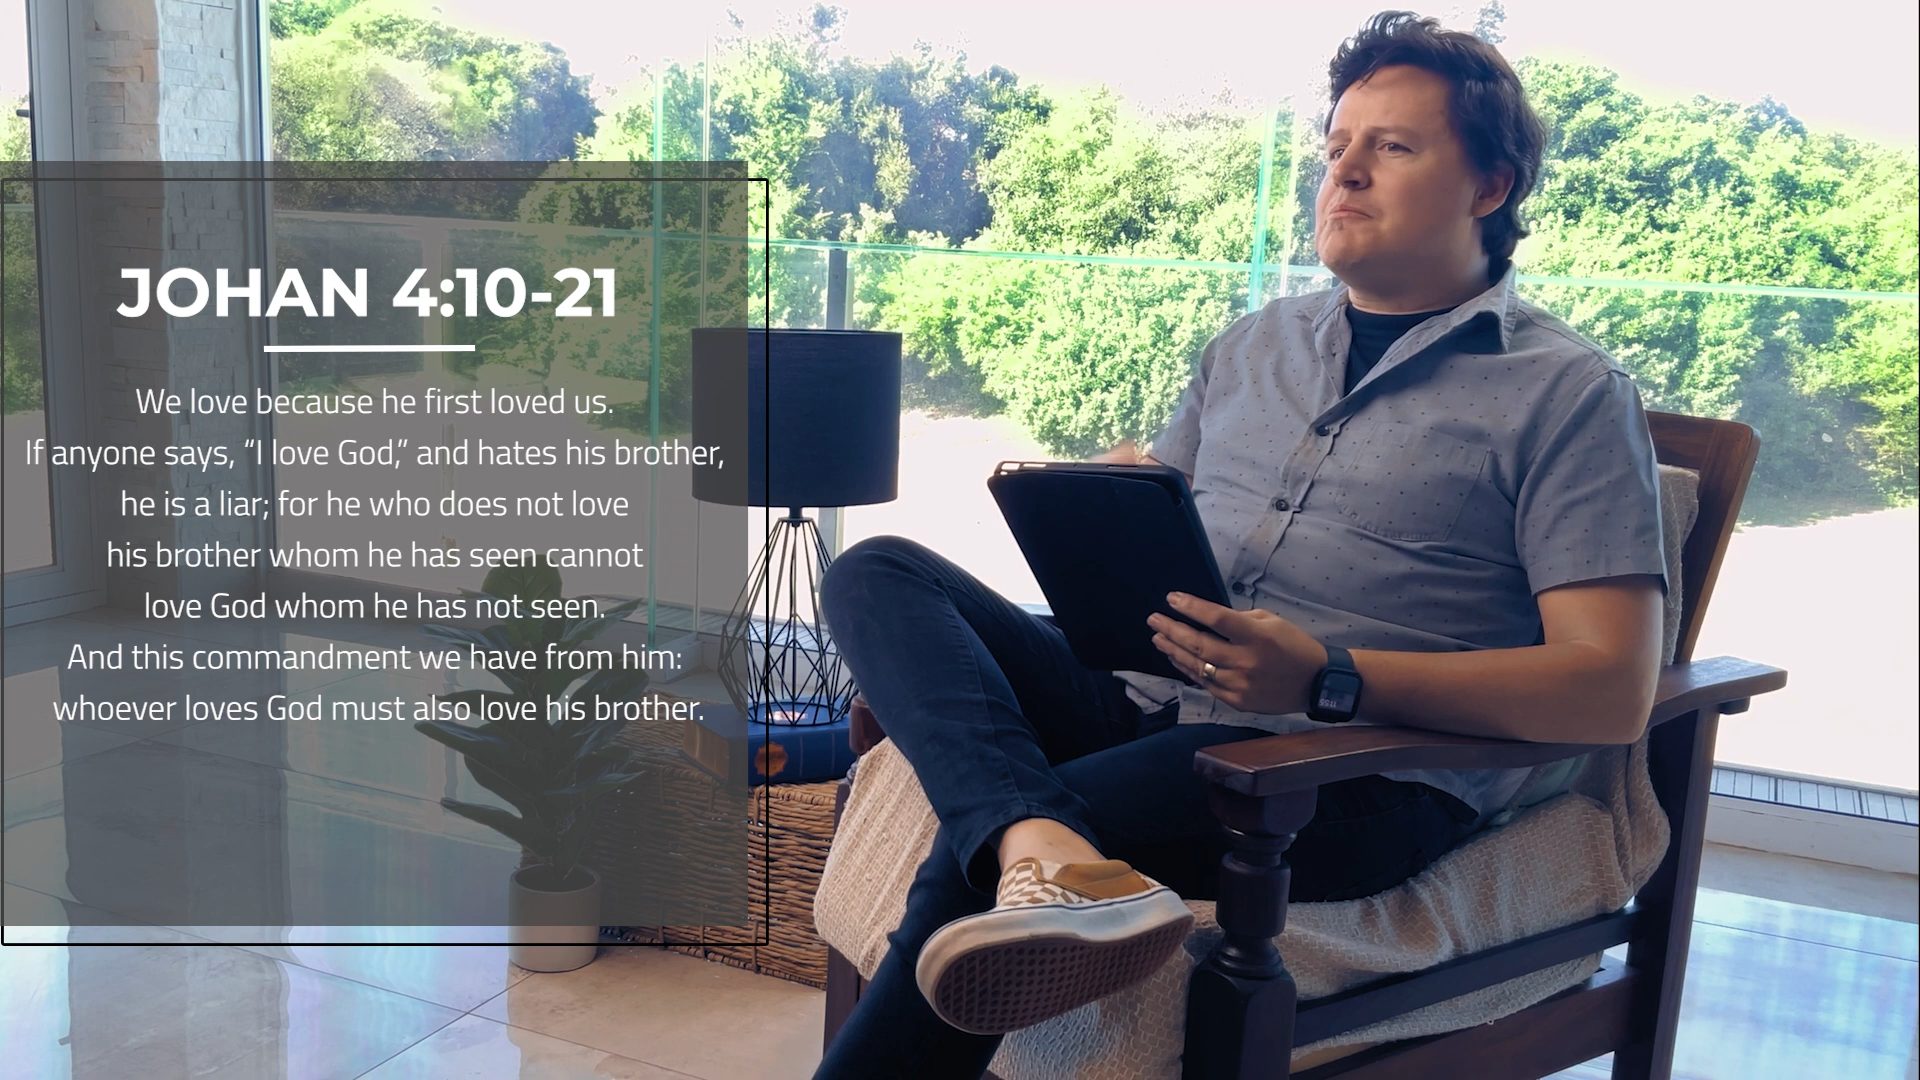 JOHAN 4:10-21
We love because he first loved us.
If anyone says, “I love God,” and hates his brother,
he is a liar; for he who does not love
his brother whom he has seen cannot
love God whom he has not seen.
And this commandment we have from him:
whoever loves God must also love his brother.